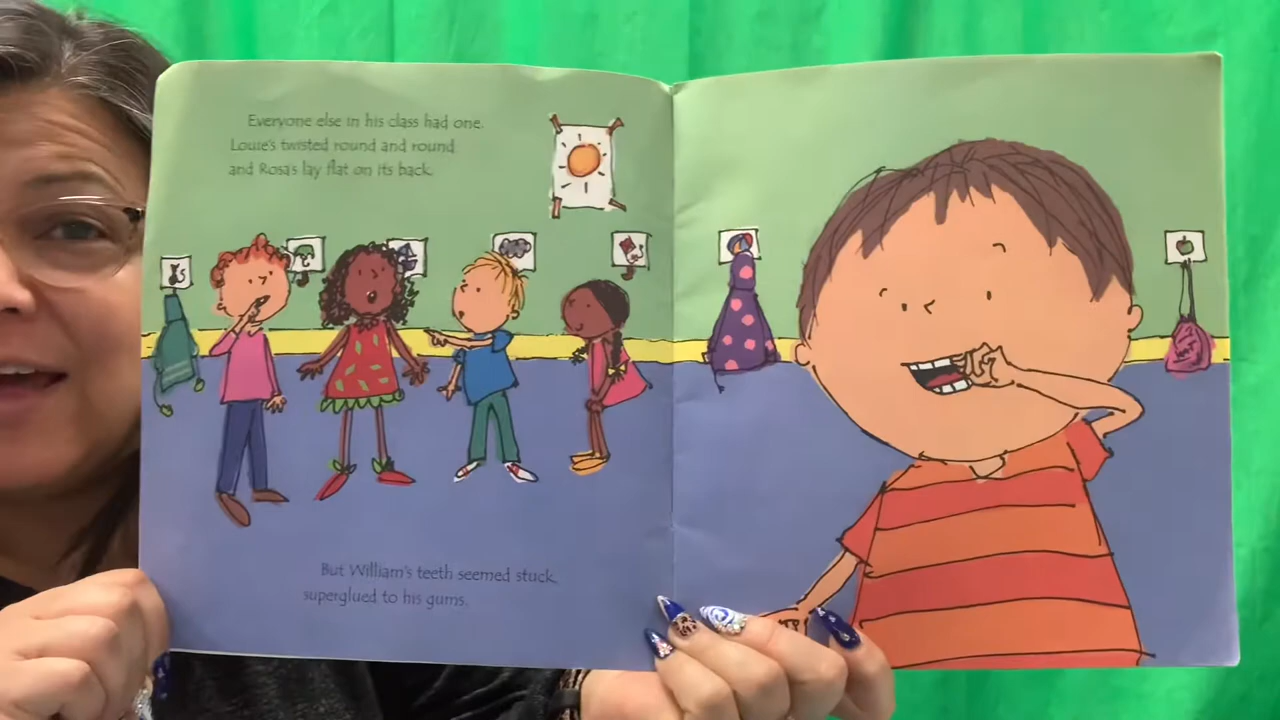 Everyone else in his class had one.
Louie's twisted round and round
and Rosa's lay flat on its back.
But William's teeth seemed stuck,
superglued to his gums.